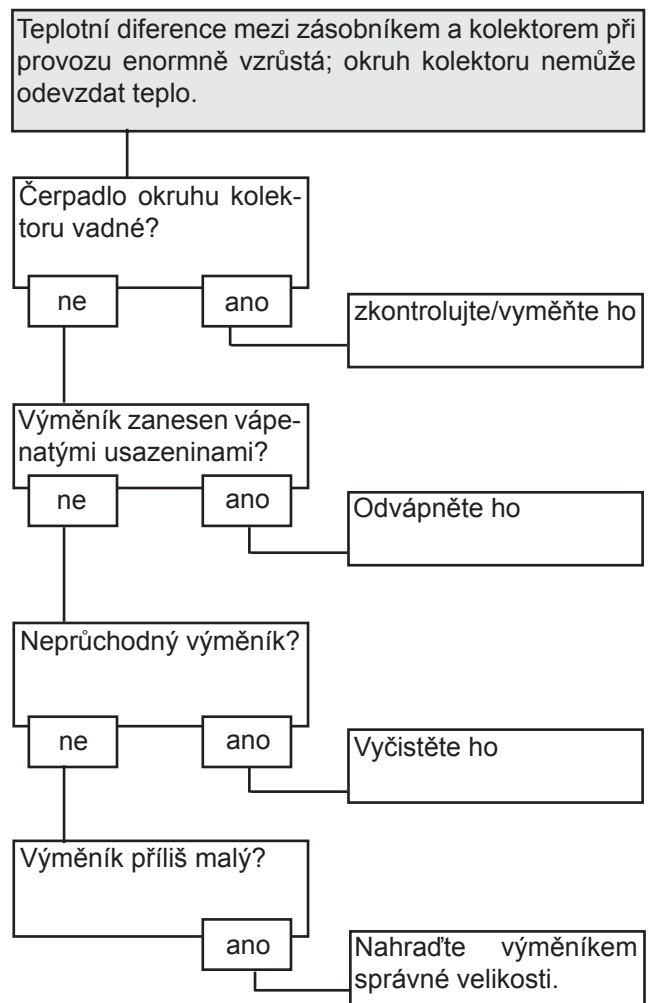 Teplotní diference mezi zásobníkem a kolektorem při
provozu enormně vzrůstá; okruh kolektoru nemůže
odevzdat teplo.
Čerpadlo okruhu kolek-
toru vadné?
ne
ano
zkontrolujte/vyměňte ho
Výměník zanesen vápe-
natými usazeninami?
ne
ano
Odvápněte ho
Neprůchodný výměník?
ne
ano
Vyčistěte ho
Výměník příliš malý?
ano
Nahraďte výměníkem
správné velikosti.